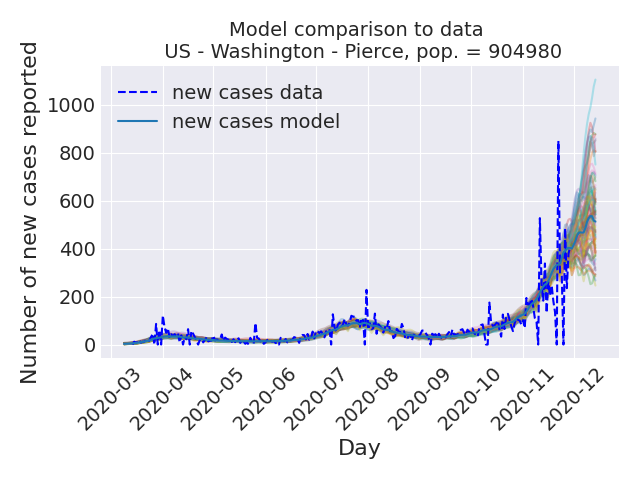 Model comparison to data
US - Washington - Pierce, pop. = 904980
new cases data
new cases model
Number of new cases reported
1000
800
600
400
200
0
2020-03
2020-04
2020-05
2020-06
2020-07
2020-08
2020-09
2020-10
2020-11
2020-12
Day